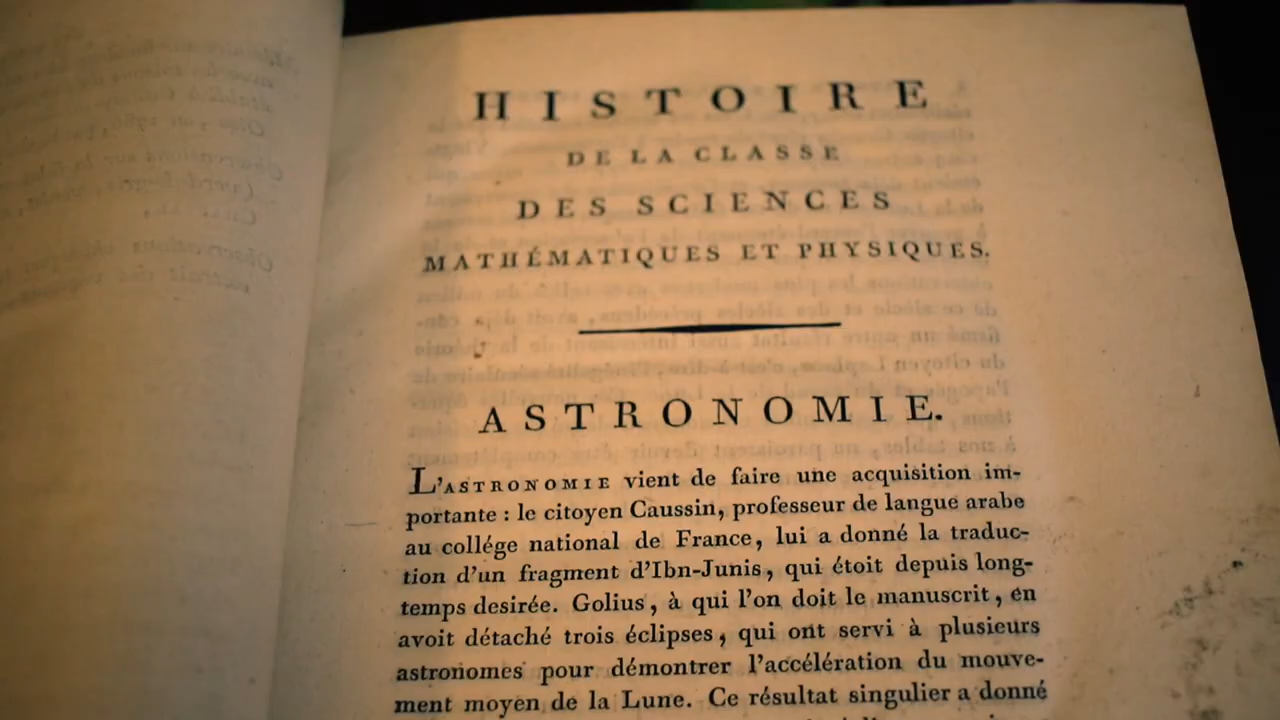 HISTOIRE
DE LA CLASSE
DES SCIENCES
MATHÉMATIQUES ET PHYSIQUES.
ASTRONOMIE.
L'ASTRONOMIE vient de faire une acquisition im-
portante : le citoyen Caussin, professeur de langue arabe
au collége national de France, lui a donné la traduc-
tion d'un fragment d'Ibn-Junis, qui étoit depuis long-
temps desirée. Golius, à qui l'on doit le manuscrit, en
avoit détaché trois éclipses, qui ont servi à plusieurs
astronomes pour démontrer l'accélération du mouve-
ment moyen de la Lune. Ce résultat singulier a donné